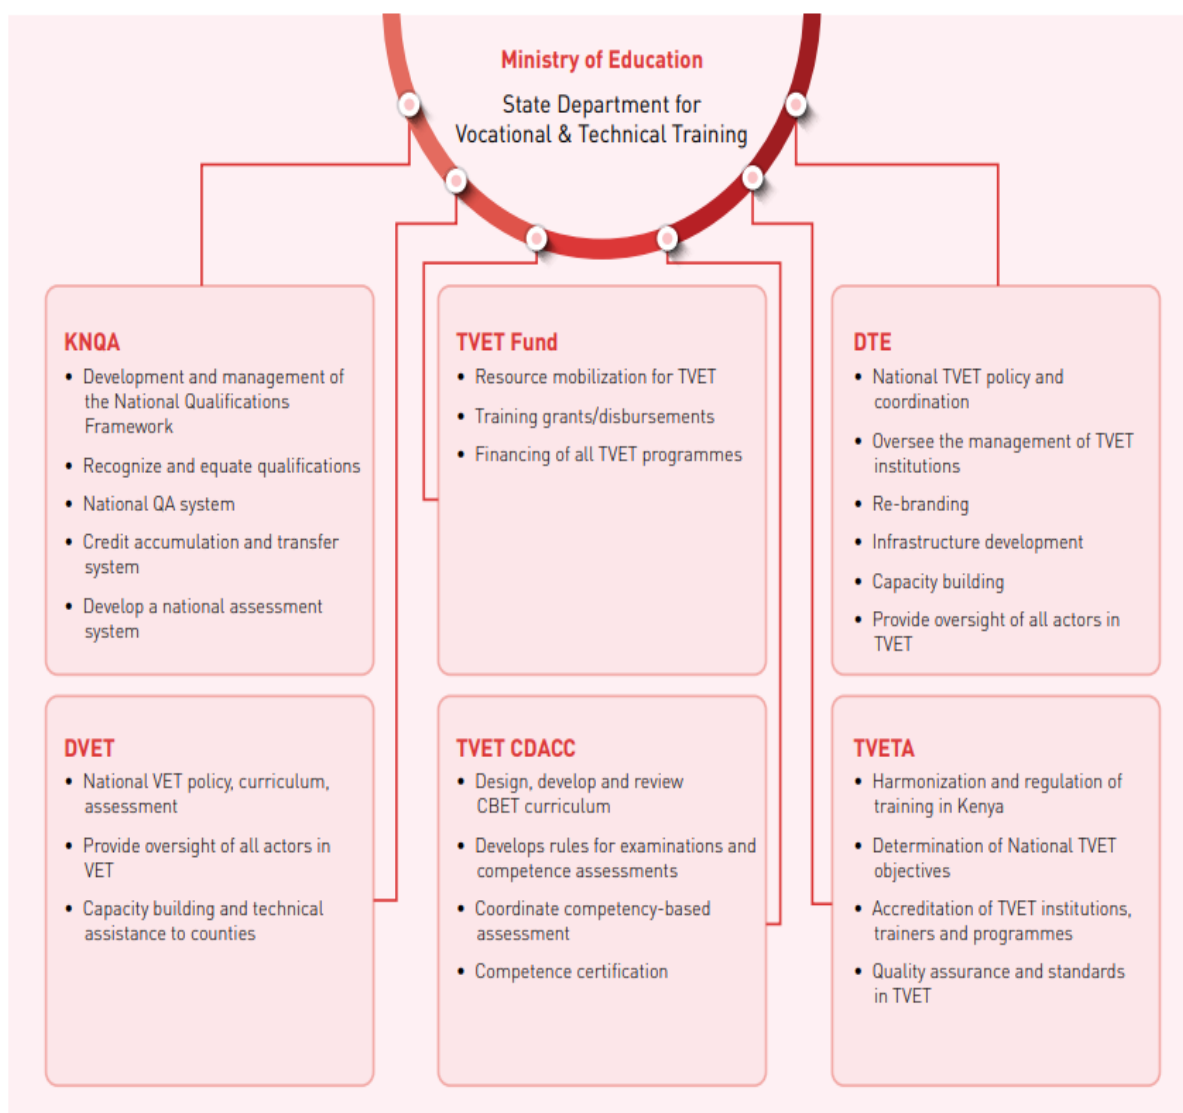 Ministry of Education
State Department for
Vocational & Technical Training
KNQA
• Development and management of
the National Qualifications
Framework
• Recognize and equate qualifications
• National QA system
• Credit accumulation and transfer
system
• Develop a national assessment
system
TVET Fund
• Resource mobilization for TVET
• Training grants/disbursements
• Financing of all TVET programmes
DTE
• National TVET policy and
coordination
• Oversee the management of TVET
institutions
• Re-branding
• Infrastructure development
• Capacity building
• Provide oversight of all actors in
TVET
DVET
• National VET policy, curriculum,
assessment
• Provide oversight of all actors in
VET
• Capacity building and technical
assistance to counties
TVET CDACC
• Design, develop and review
CBET curriculum
• Develops rules for examinations and
competence assessments
• Coordinate competency-based
assessment
• Competence certification
TVETA
• Harmonization and regulation of
training in Kenya
• Determination of National TVET
objectives
• Accreditation of TVET institutions,
trainers and programmes
• Quality assurance and standards
in TVET